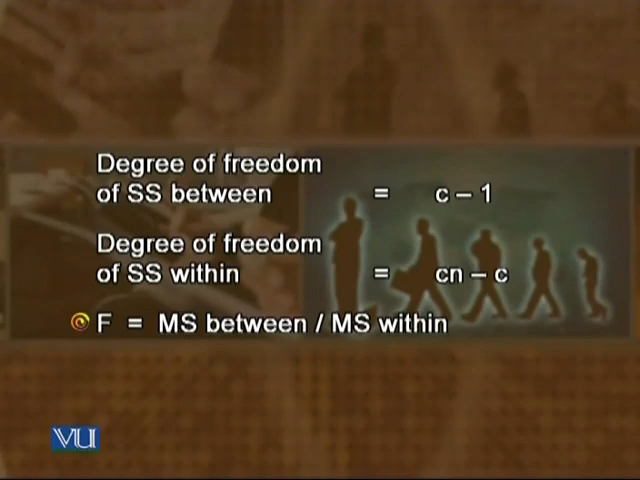 Degree of freedom
of SS between = c – 1
Degree of freedom
of SS within = cn – c
F = MS between / MS within
VU